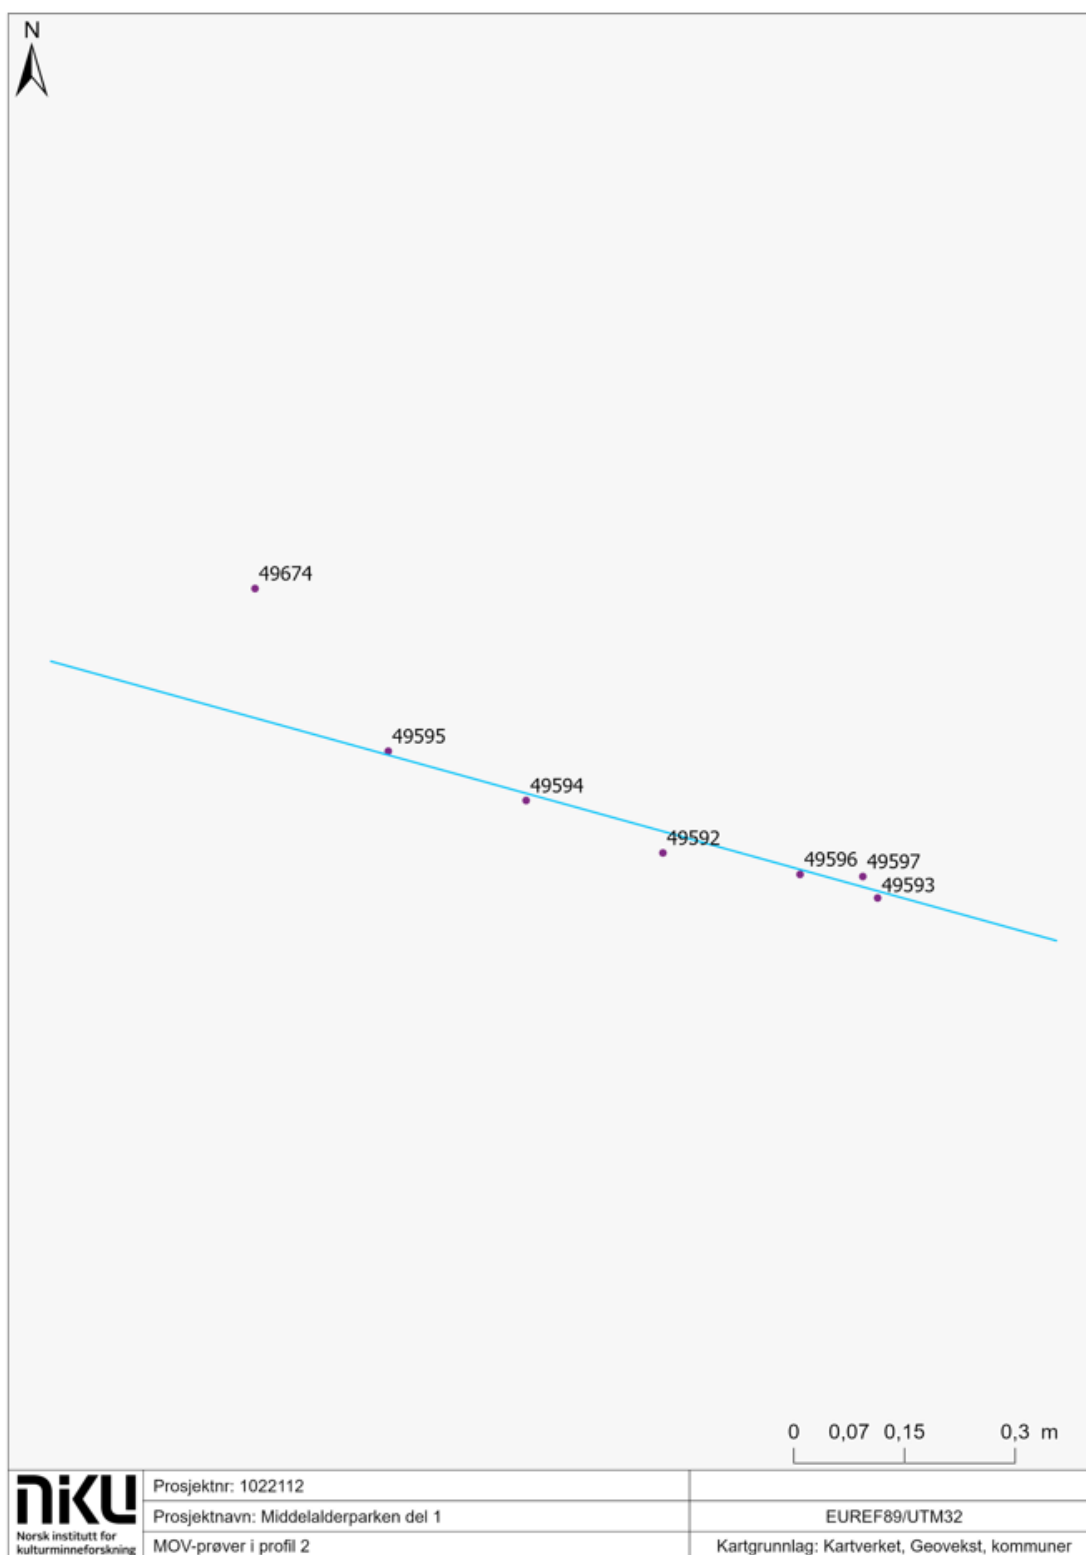 N
49674
49595
49594
49592
49596
49597
49593
0 0,07 0,15 0,3 m
NIKU
Norsk institutt for
kulturminneforskning
Prosjektnr: 1022112
Prosjektnavn: Middelalderparken del 1
EUREF89/UTM32
MOV-prøver i profil 2
Kartgrunnlag: Kartverket, Geovekst, kommuner